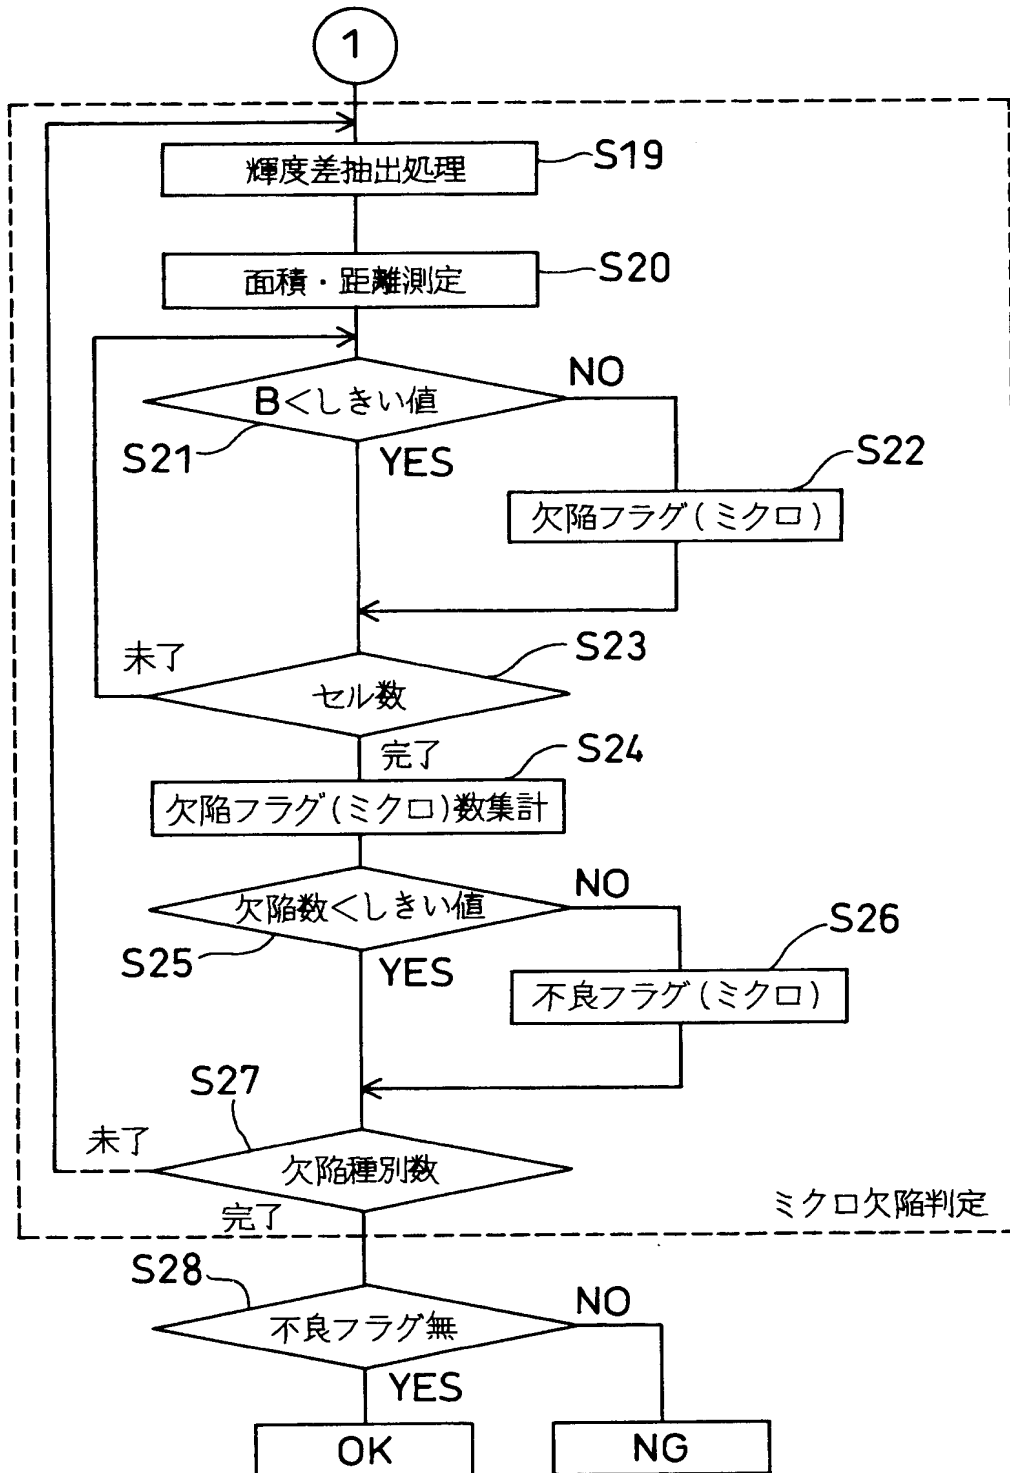 1
輝度差抽出処理
S19
面積・距離測定
S20
B<しきい値
NO
S21
YES
S22
欠陥フラグ(ミクロ)
未了
S23
セル数
完了
S24
欠陥フラグ(ミクロ)数集計
欠陥数<しきい値
NO
S25
YES
S26
不良フラグ(ミクロ)
S27
未了
欠陥種別数
完了
ミクロ欠陥判定
S28
不良フラグ無
NO
YES
OK
NG